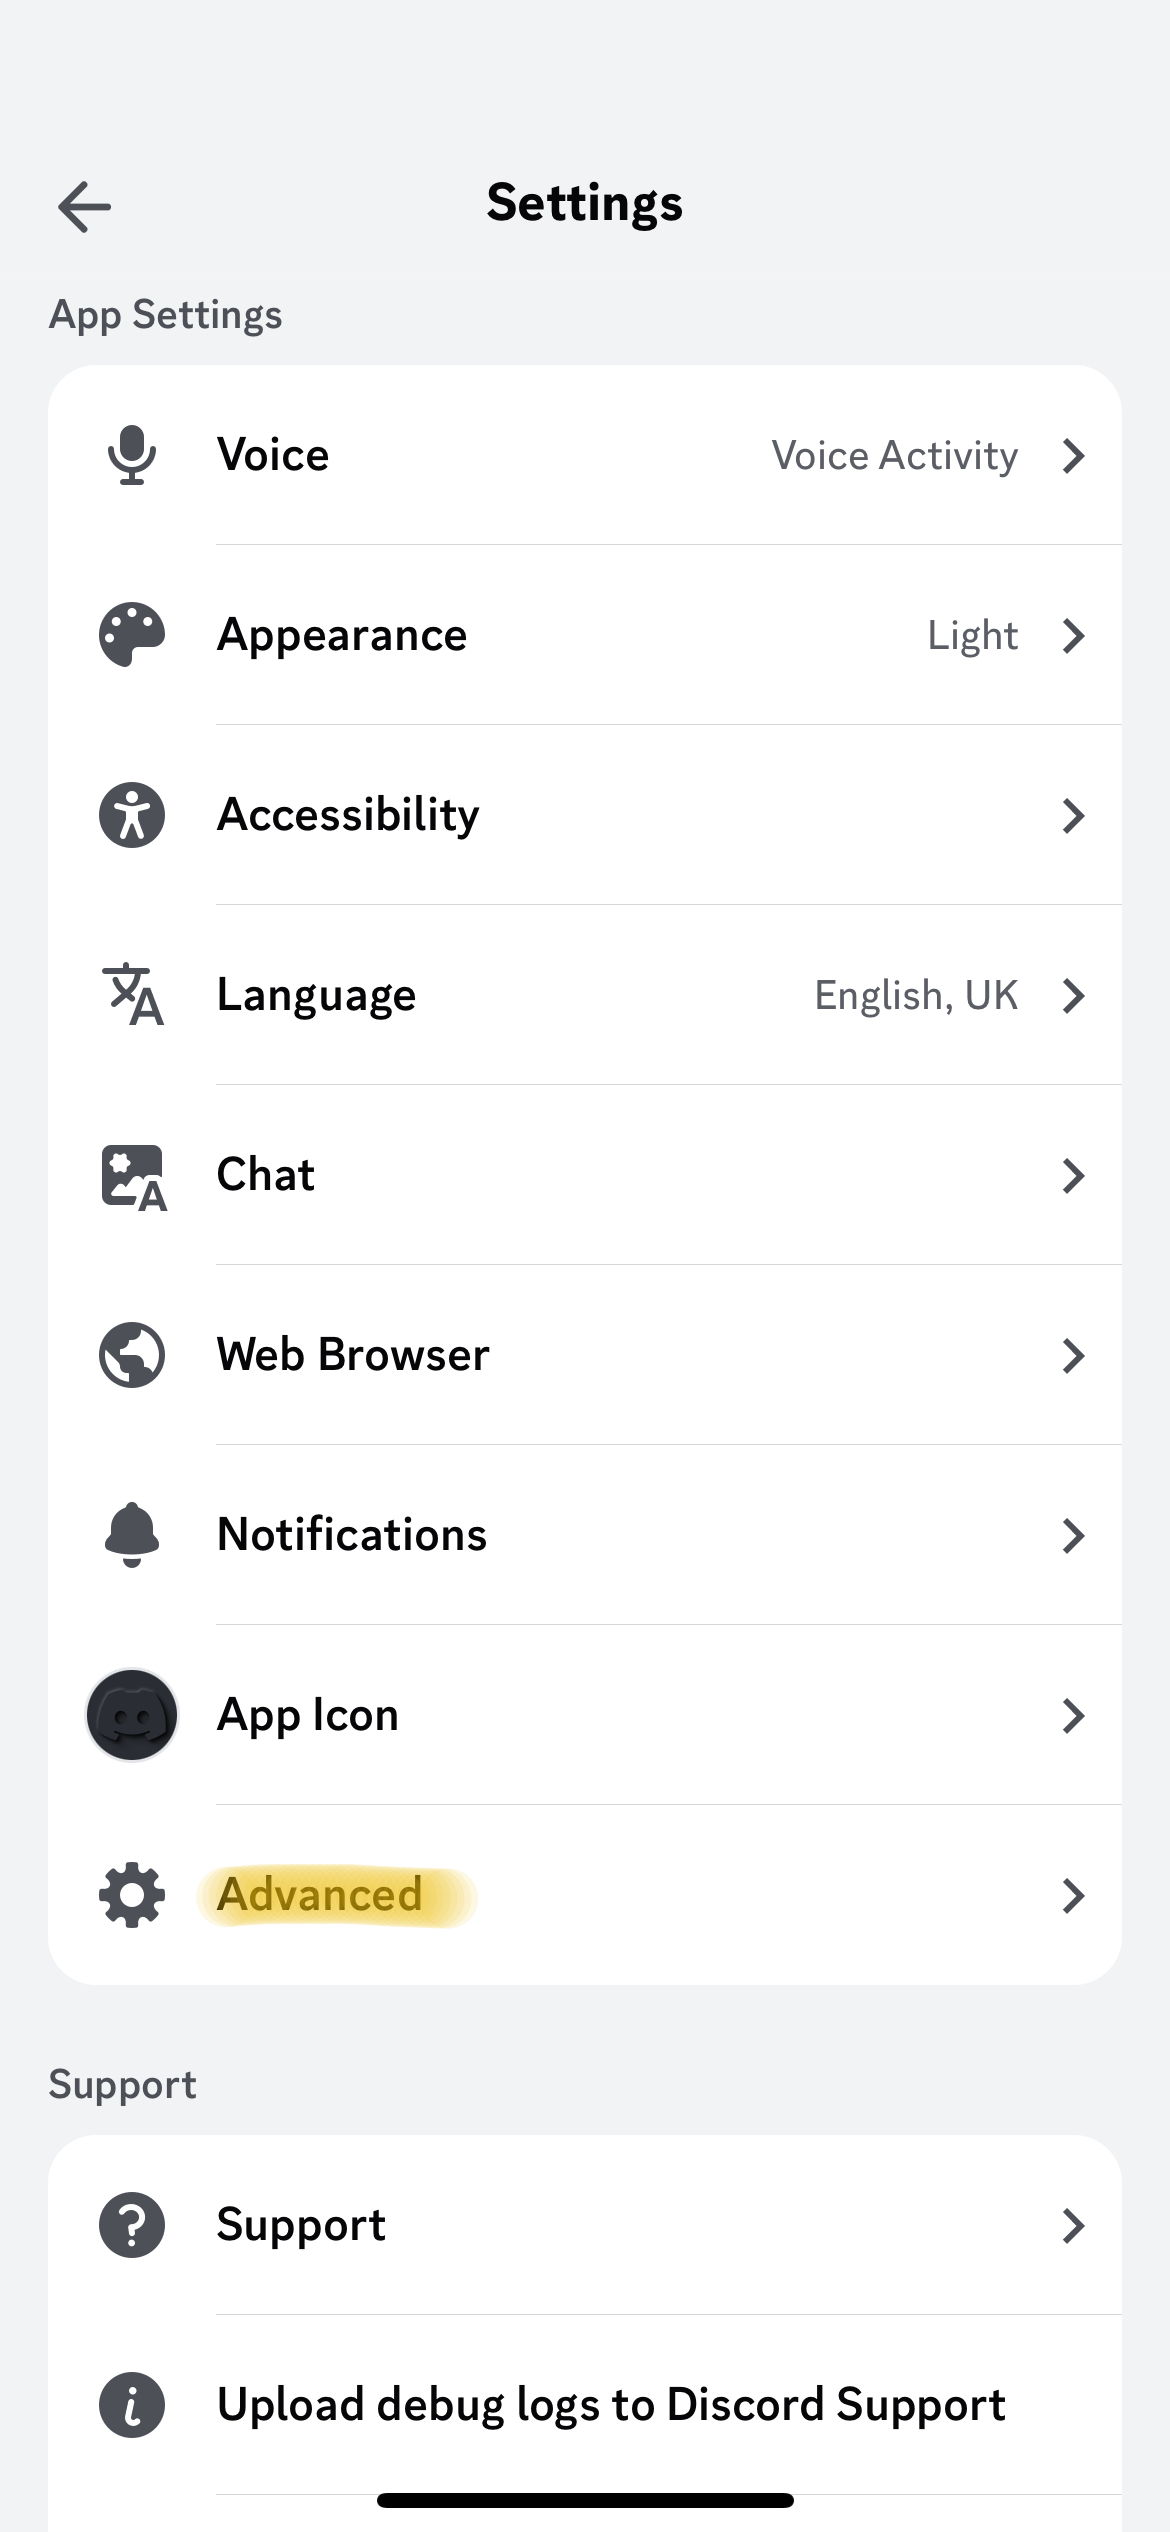 Settings
App Settings
Voice Voice Activity
Appearance Light
Accessibility
Language English, UK
Chat
Web Browser
Notifications
App Icon
Advanced
Support
Support
Upload debug logs to Discord Support